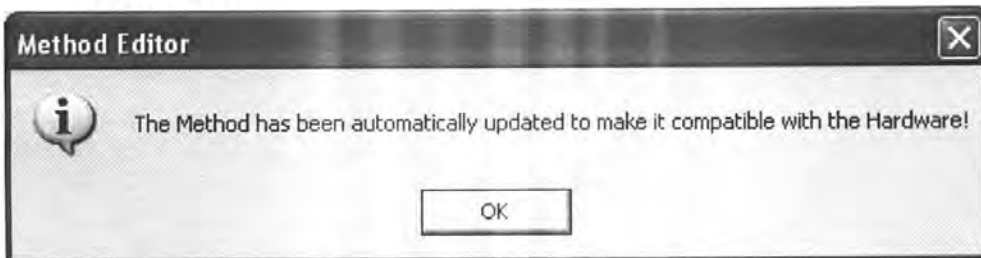 Method Editor
The Method has been automatically updated to make it compatible with the Hardware!
OK